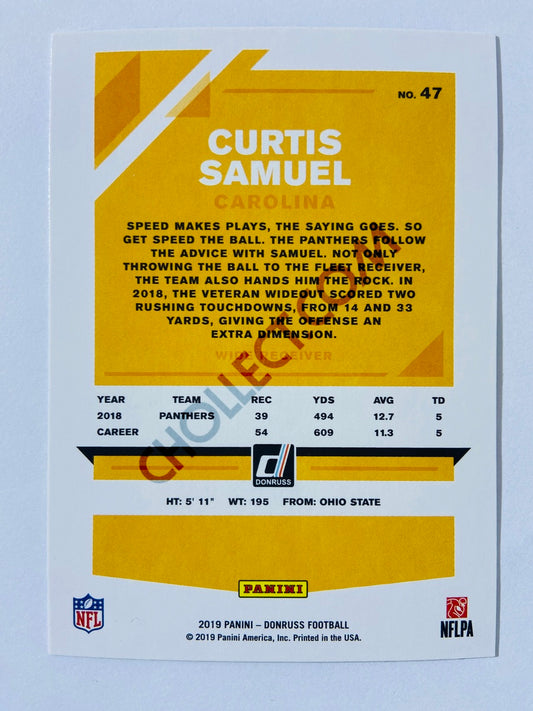 NO. 47
CURTIS
SAMUEL
CAROLINA
SPEED MAKES PLAYS, THE SAYING GOES. SO
GET SPEED THE BALL. THE PANTHERS FOLLOW
THE ADVICE WITH SAMUEL. NOT ONLY
THROWING THE BALL TO THE FLEET RECEIVER,
THE TEAM ALSO HANDS HIM THE ROCK. IN
2018, THE VETERAN WIDEOUT SCORED TWO
RUSHING TOUCHDOWNS, FROM 14 AND 33
YARDS, GIVING THE OFFENSE AN
EXTRA DIMENSION.
WIDE RECEIVER
CHOLLECT.COM
YEAR TEAM REC YDS AVG TD
2018 PANTHERS 39 494 12.7 5
CAREER 54 609 11.3 5
d
DONRUSS
HT: 5' 11" WT: 195 FROM: OHIO STATE
PANINI
NFL
NFLPA
2019 PANINI – DONRUSS FOOTBALL
© 2019 Panini America, Inc. Printed in the USA.